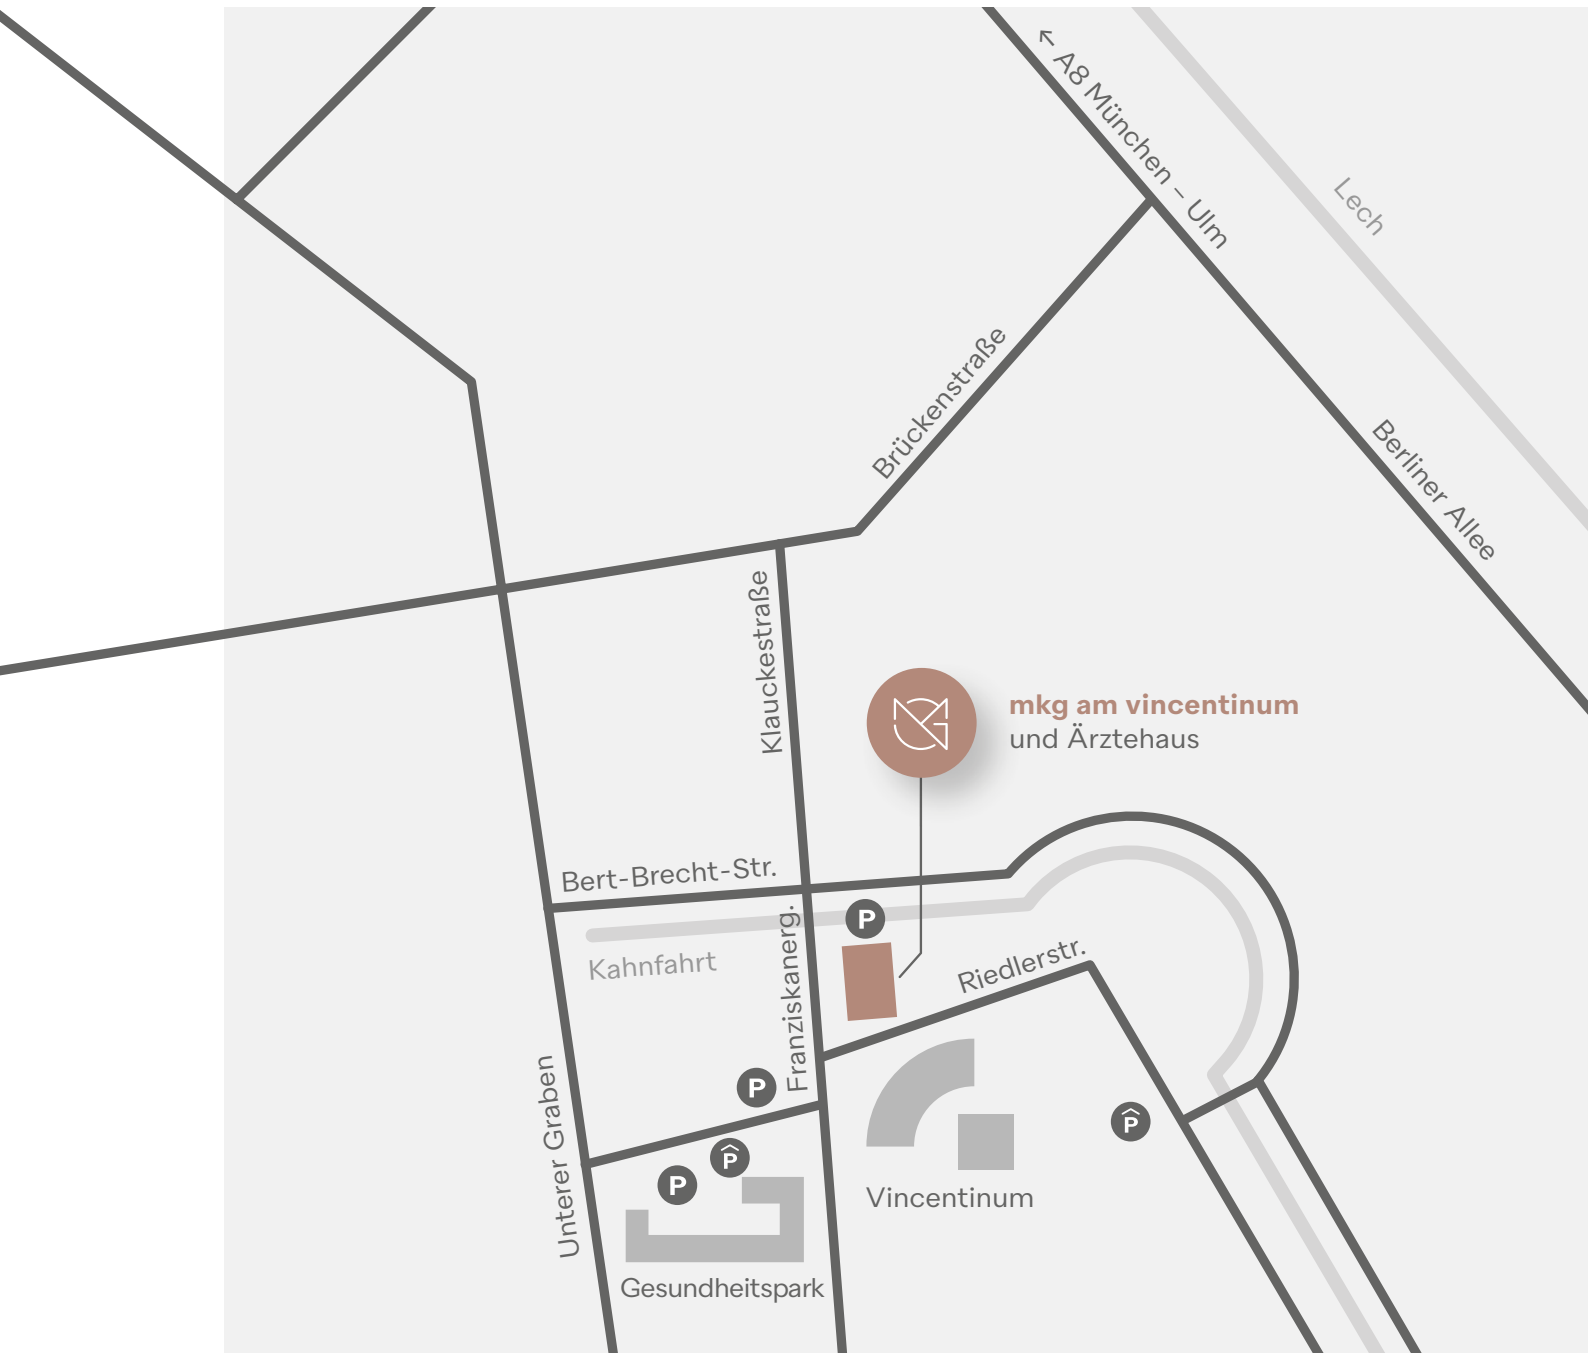 ← A8 München – Ulm
Lech
Brückenstraße
Berliner Allee
Klauckestraße
mkg am vincentinum
und Ärztehaus
Bert-Brecht-Str.
P
Kahnfahrt
Franziskanerg.
Riedlerstr.
Unterer Graben
P
P
P
P
Vincentinum
Gesundheitspark